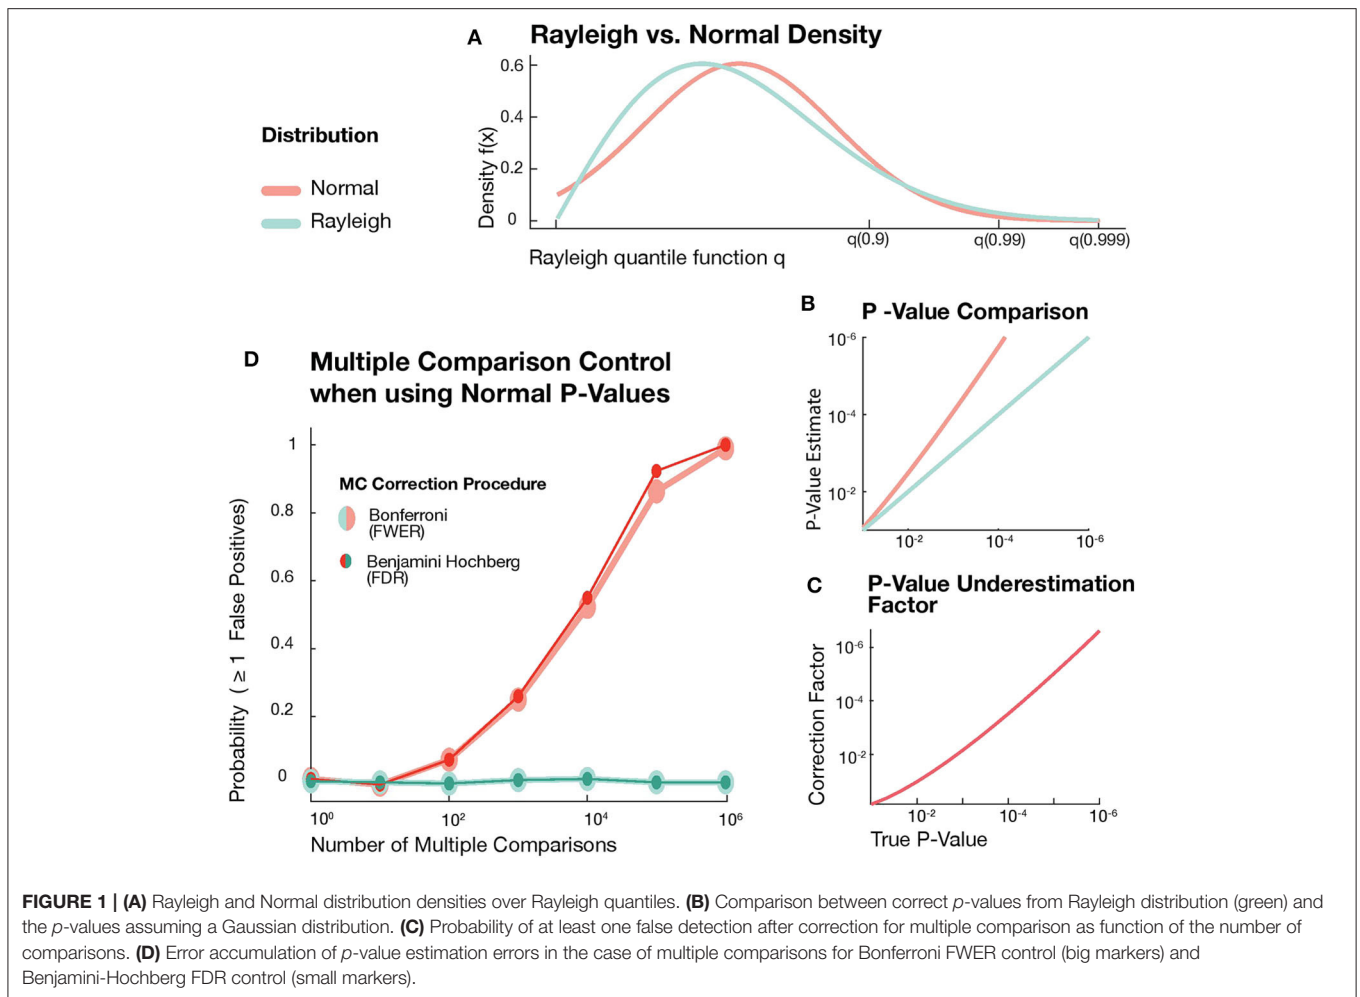 A
Rayleigh vs. Normal Density
Distribution
Normal
Rayleigh
Density f(x)
0.6
0.4
0.2
0
q(0.9)
q(0.99)
q(0.999)
Rayleigh quantile function q
B
P -Value Comparison
P-Value Estimate
10-6
10-4
10-2
10-2
10-4
10-6
D
Multiple Comparison Control
when using Normal P-Values
Probability ( ≥ 1 False Positives)
1
0.8
0.6
0.4
0.2
0
MC Correction Procedure
Bonferroni
(FWER)
Benjamini Hochberg
(FDR)
10⁰
10²
10⁴
10⁶
Number of Multiple Comparisons
C
P-Value Underestimation
Factor
Correction Factor
10-6
10-4
10-2
10-2
10-4
10-6
True P-Value
FIGURE 1 | (A) Rayleigh and Normal distribution densities over Rayleigh quantiles. (B) Comparison between correct p-values from Rayleigh distribution (green) and
the p-values assuming a Gaussian distribution. (C) Probability of at least one false detection after correction for multiple comparison as function of the number of
comparisons. (D) Error accumulation of p-value estimation errors in the case of multiple comparisons for Bonferroni FWER control (big markers) and
Benjamini-Hochberg FDR control (small markers).